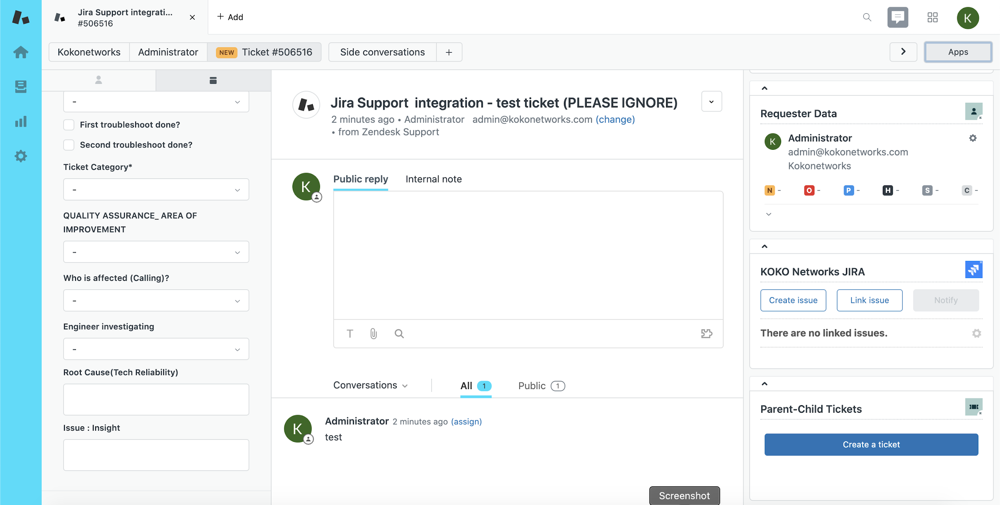 Jira Support integrati...
#506516
+ Add
K
Kokonetworks
Administrator
NEW Ticket #506516
Side conversations
+
Apps
-
First troubleshoot done?
Second troubleshoot done?
Ticket Category*
-
QUALITY ASSURANCE_ AREA OF
IMPROVEMENT
-
Who is affected (Calling)?
-
Engineer investigating
-
Root Cause(Tech Reliability)
Issue : Insight
Jira Support  integration - test ticket (PLEASE IGNORE)
2 minutes ago • Administrator   admin@kokonetworks.com (change)
• from Zendesk Support
K
Public reply
Internal note
T
Conversations
All 1
Public 1
K
Administrator 2 minutes ago (assign)
test
Screenshot
Requester Data
K
Administrator
admin@kokonetworks.com
Kokonetworks
N - O - P - H - S - C -
KOKO Networks JIRA
Create issue
Link issue
Notify
There are no linked issues.
Parent-Child Tickets
Create a ticket